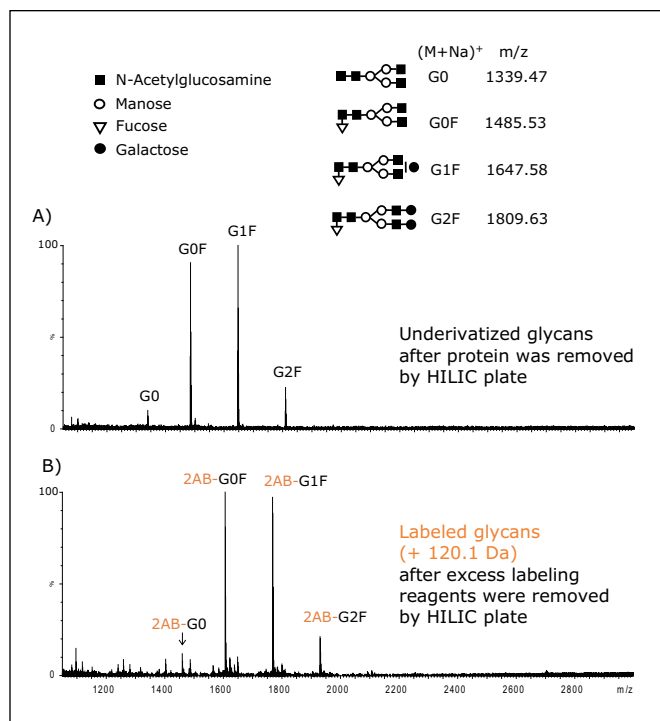 (M+Na)+ m/z
N-Acetylglucosamine
Manose
Fucose
Galactose
G0 1339.47
G0F 1485.53
G1F 1647.58
G2F 1809.63
A)
100
%
0
G0
G0F
G1F
G2F
Underivatized glycans
after protein was removed
by HILIC plate
B)
100
%
0
2AB-G0
2AB-G0F
2AB-G1F
2AB-G2F
Labeled glycans
(+ 120.1 Da)
after excess labeling
reagents were removed
by HILIC plate
1200 1400 1600 1800 2000 2200 2400 2600 2800 m/z